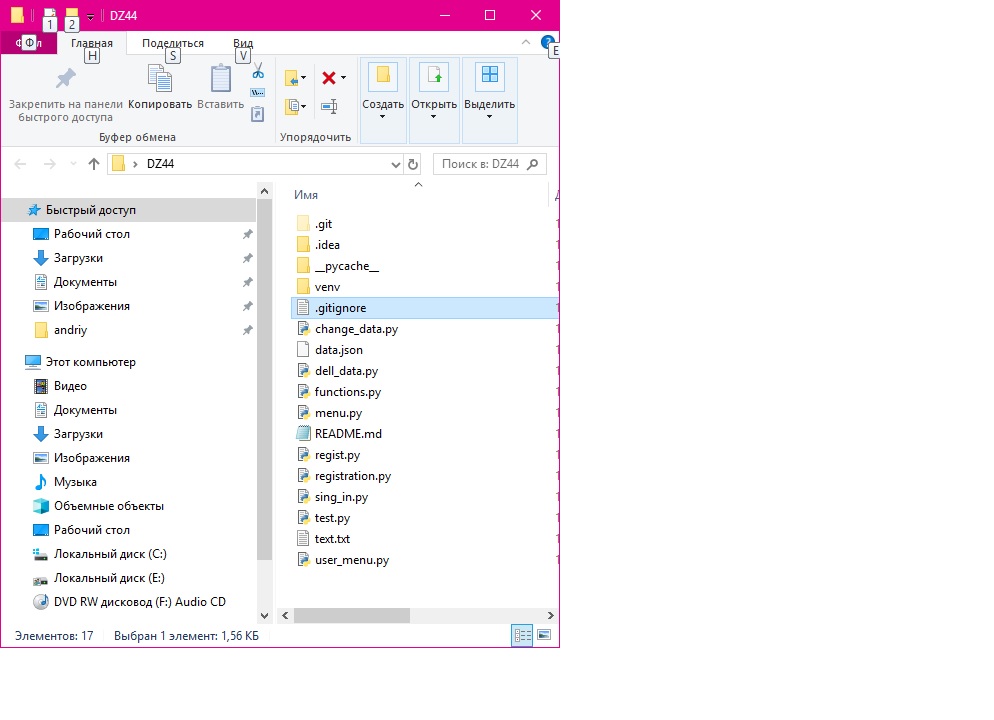 1
2
DZ44
Ф
Главная
Поделиться
Вид
H
S
V
E
Закрепить на панели быстрого доступа
Копировать
Вставить
Создать
Открыть
Выделить
Буфер обмена
Упорядочить
DZ44
Поиск в: DZ44
Имя
Быстрый доступ
Рабочий стол
Загрузки
Документы
Изображения
andriy
Этот компьютер
Видео
Документы
Загрузки
Изображения
Музыка
Объемные объекты
Рабочий стол
Локальный диск (C:)
Локальный диск (E:)
DVD RW дисковод (F:) Audio CD
.git
.idea
__pycache__
venv
.gitignore
change_data.py
data.json
dell_data.py
functions.py
menu.py
README.md
regist.py
registration.py
sing_in.py
test.py
text.txt
user_menu.py
Элементов: 17
Выбран 1 элемент: 1,56 КБ